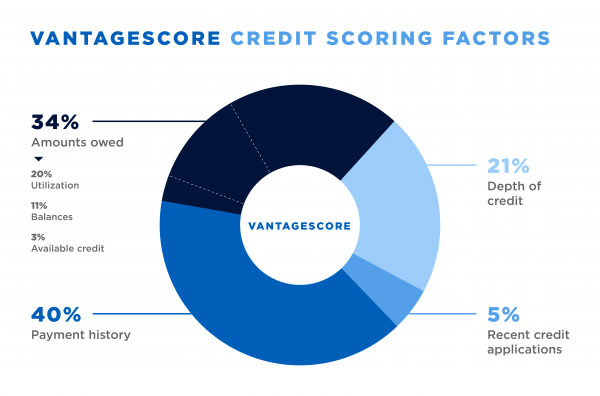 VANTAGESCORE CREDIT SCORING FACTORS
34%
Amounts owed
20%
Utilization
11%
Balances
3%
Available credit
40%
Payment history
VANTAGESCORE
21%
Depth of
credit
5%
Recent credit
applications